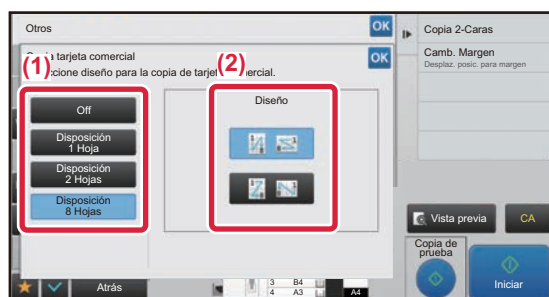 Otros
OK
Copia tarjeta comercial
OK
(1)
(2)
Off
Disposición
1 Hoja
Disposición
2 Hojas
Disposición
8 Hojas
Diseño
Atrás
3 B4
4 A3
A4
Copia 2-Caras
Camb. Margen
Desplaz. posic. para margen
Vista previa
CA
Copia de
prueba
Iniciar